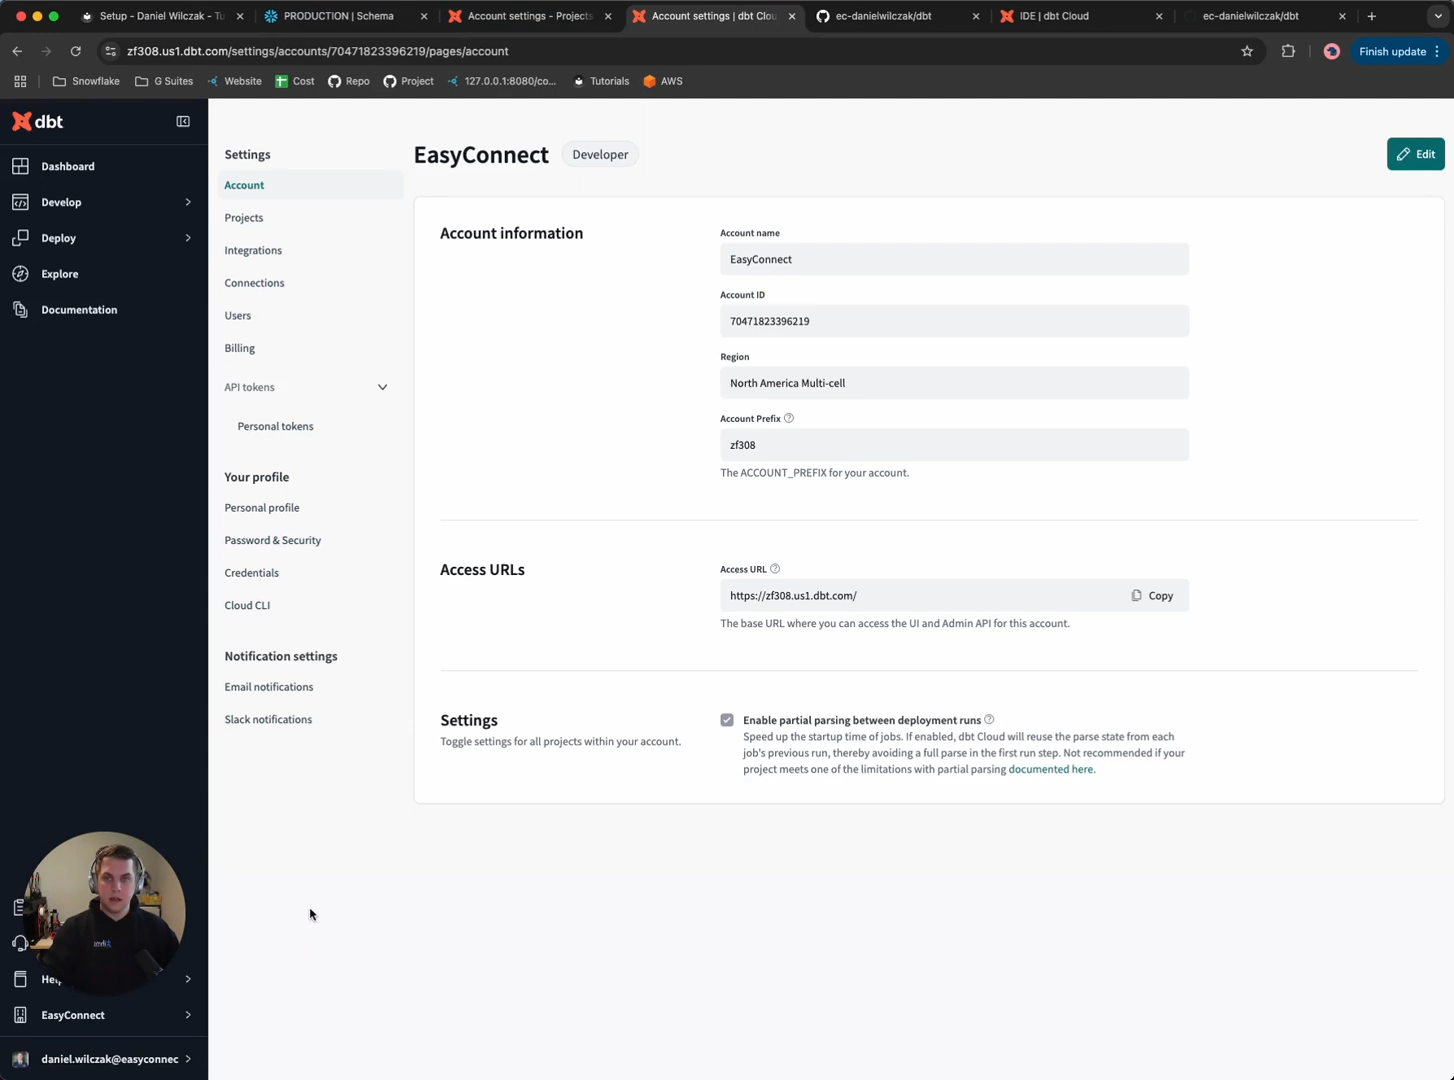 Setup - Daniel Wilczak - Tu
PRODUCTION | Schema
Account settings - Projects
Account settings | dbt Clou
ec-danielwilczak/dbt
IDE | dbt Cloud
ec-danielwilczak/dbt
zf308.us1.dbt.com/settings/accounts/70471823396219/pages/account
Finish update
Snowflake
G Suites
Website
Cost
Repo
Project
127.0.0.1:8080/co...
Tutorials
AWS
dbt
Dashboard
Develop
Deploy
Explore
Documentation
Help
EasyConnect
daniel.wilczak@easyconnec
Settings
Account
Projects
Integrations
Connections
Users
Billing
API tokens
Personal tokens
Your profile
Personal profile
Password & Security
Credentials
Cloud CLI
Notification settings
Email notifications
Slack notifications
EasyConnect
Developer
Edit
Account information
Account name
EasyConnect
Account ID
70471823396219
Region
North America Multi-cell
Account Prefix
zf308
The ACCOUNT_PREFIX for your account.
Access URLs
Access URL
https://zf308.us1.dbt.com/
Copy
The base URL where you can access the UI and Admin API for this account.
Settings
Toggle settings for all projects within your account.
Enable partial parsing between deployment runs
Speed up the startup time of jobs. If enabled, dbt Cloud will reuse the parse state from each
job's previous run, thereby avoiding a full parse in the first run step. Not recommended if your
project meets one of the limitations with partial parsing documented here.